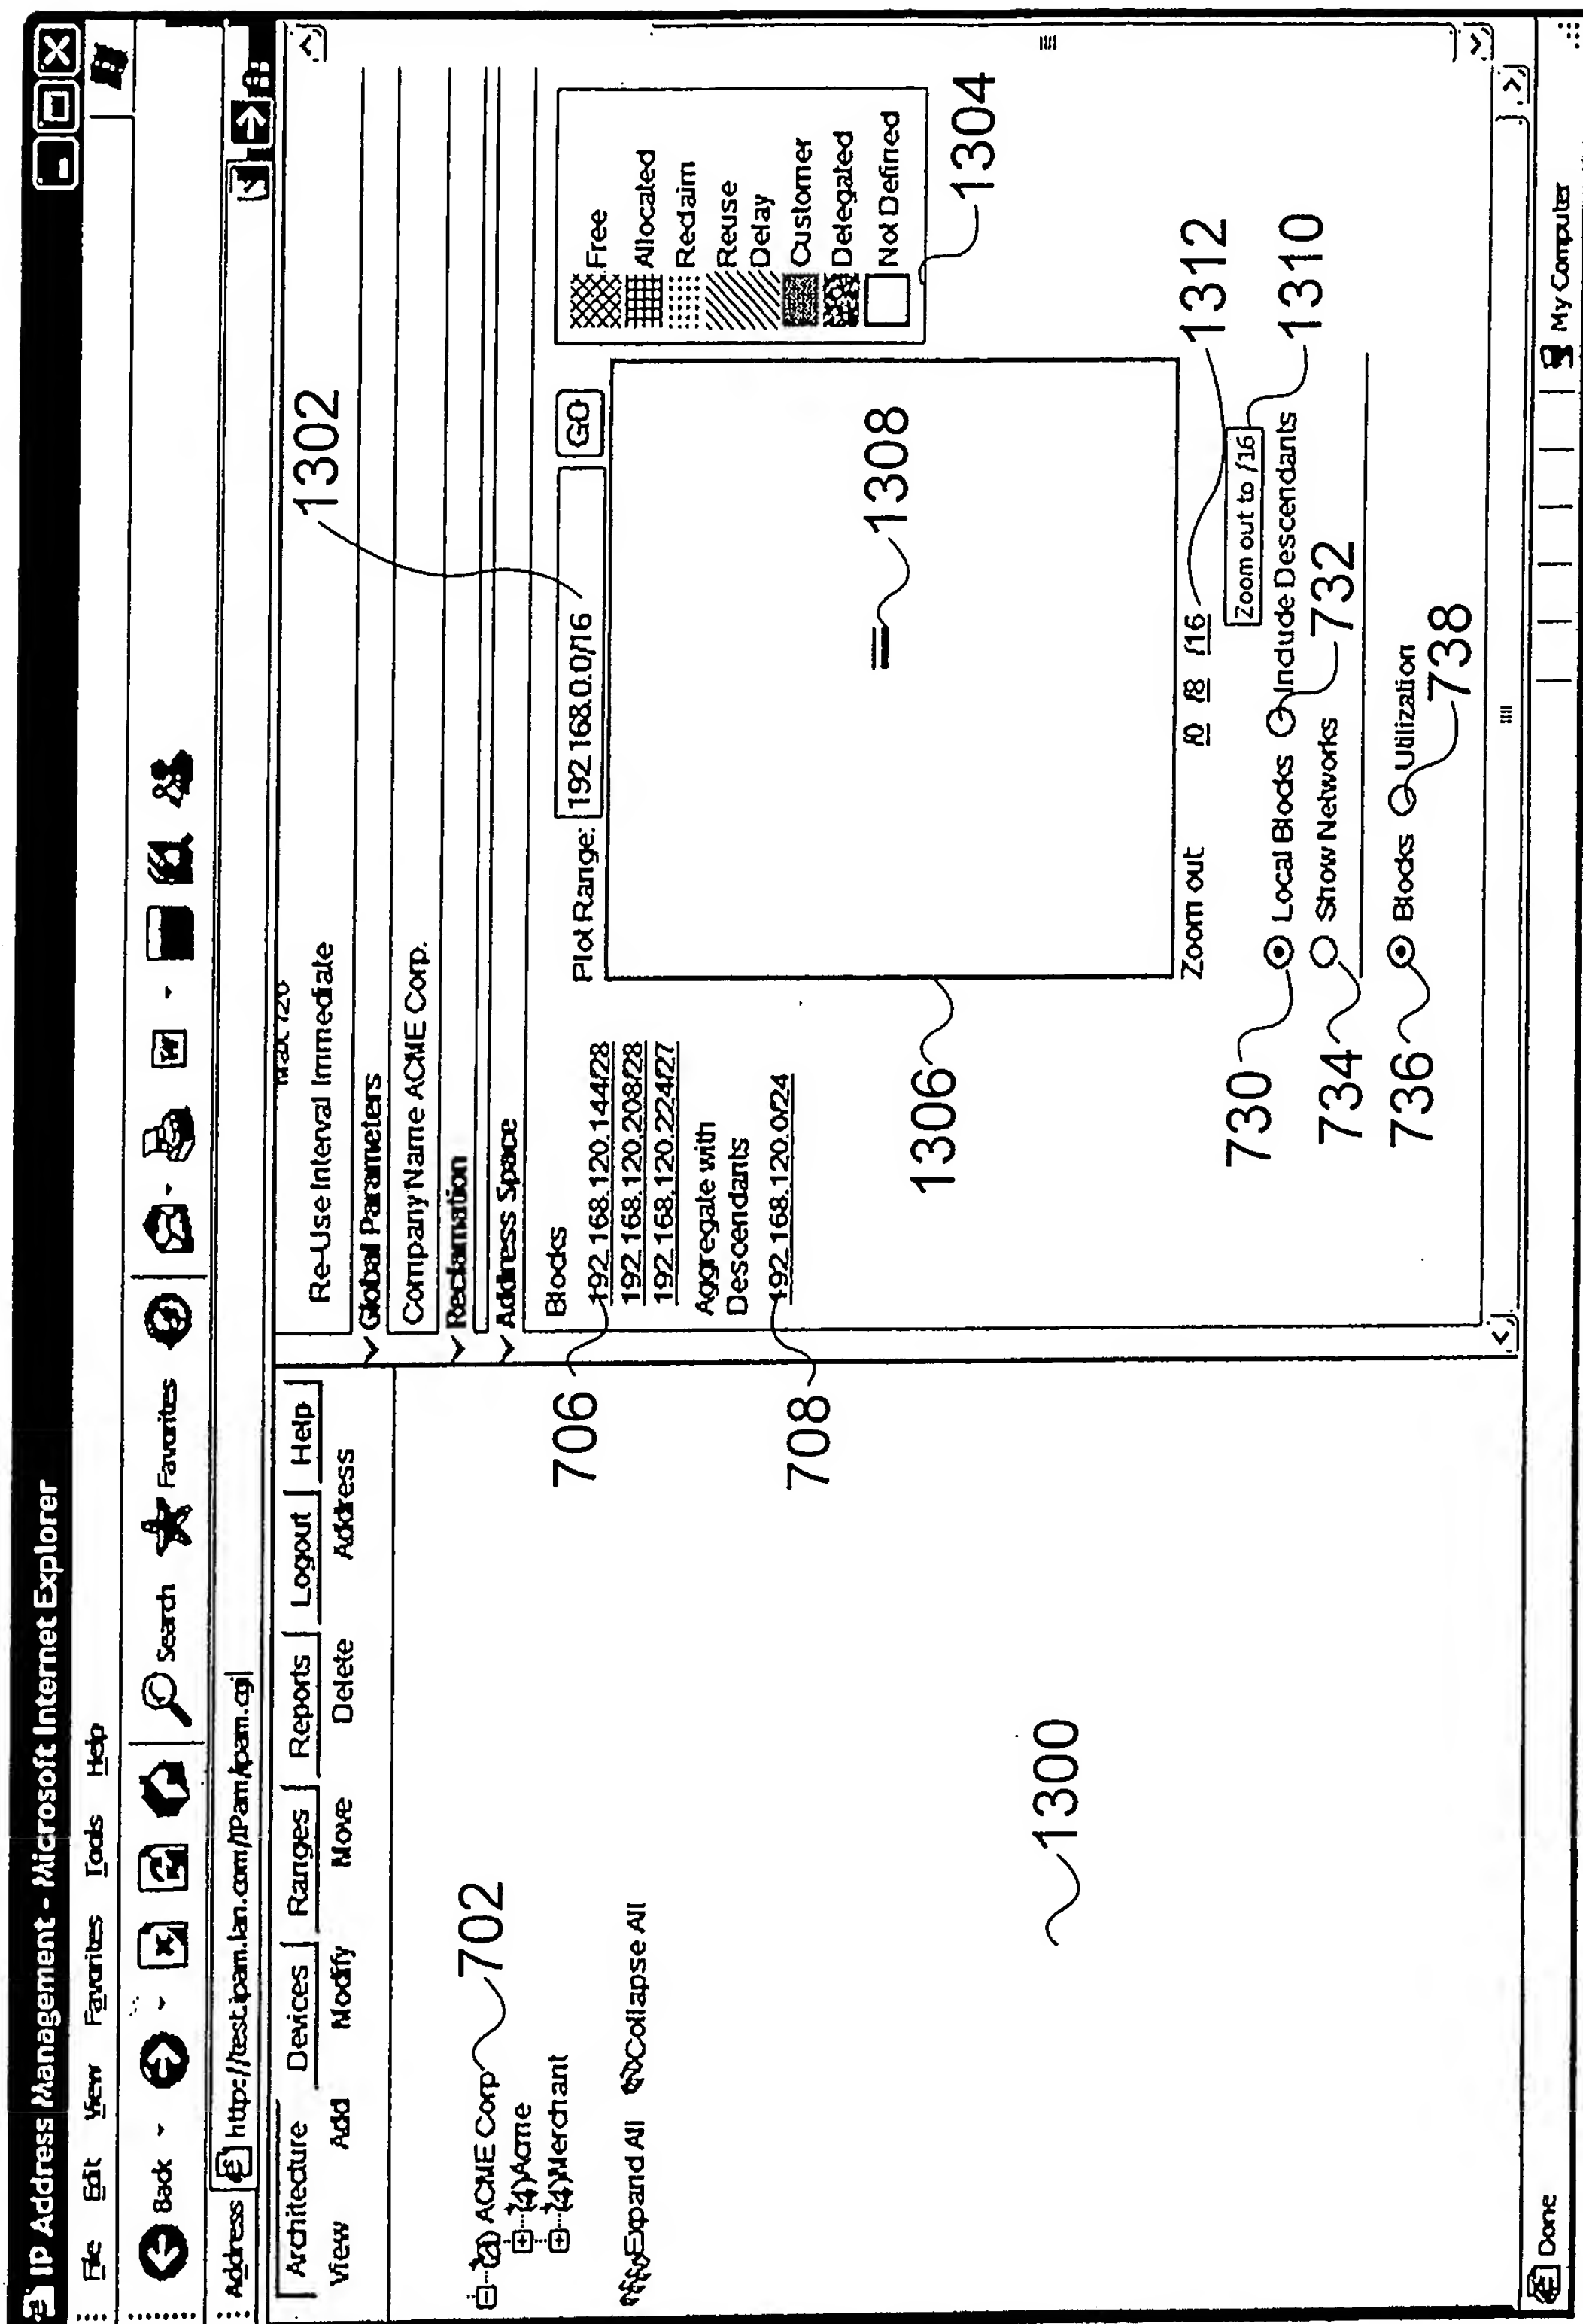 IP Address Management - Microsoft Internet Explorer
File Edit View Favorites Tools Help
Back Search Favorites
Address http://test.ipam.lan.com/IPam/ipam.cgi
Architecture Devices Ranges Reports Logout Help
View Add Modify Move Delete Address
ACME Corp
702
(4) Acme
(4) Merchant
Expand All Collapse All
1300
Re-Use Interval Immediate
Global Parameters
Company Name ACME Corp.
Reclamation
Address Space
1302
Blocks
706
192.168.120.144/28
192.168.120.208/28
192.168.120.224/27
Aggregate with
Descendants
708
192.168.120.0/24
Plot Range: 192.168.0.0/16 GO
1306
1308
Free
Allocated
Reclaim
Reuse
Delay
Customer
Delegated
Not Defined
1304
Zoom out /0 /8 /16
1312
Zoom out to /16
1310
730 Local Blocks Include Descendants
734 Show Networks 732
736 Blocks Utilization
738
Done My Computer